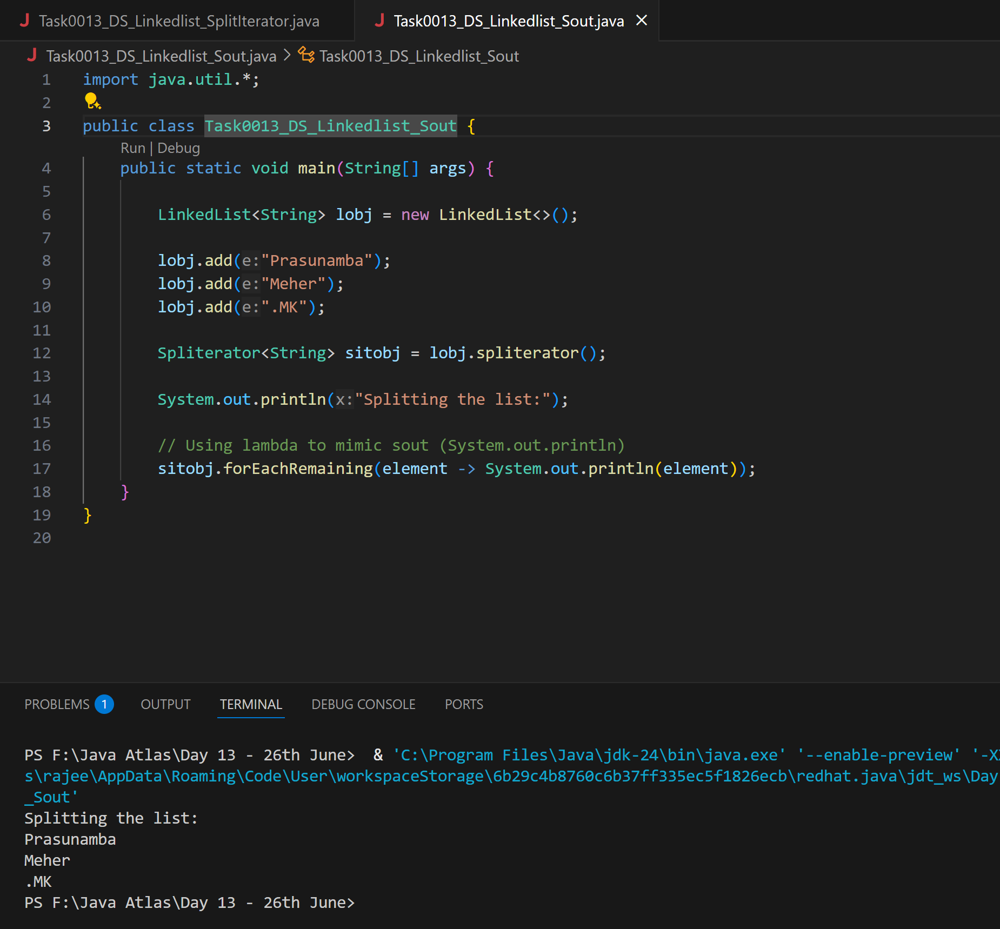 Task0013_DS_Linkedlist_SplitIterator.java Task0013_DS_Linkedlist_Sout.java
Task0013_DS_Linkedlist_Sout.java > Task0013_DS_Linkedlist_Sout
1 import java.util.*;
2
3 public class Task0013_DS_Linkedlist_Sout {
Run | Debug
4 public static void main(String[] args) {
5
6 LinkedList<String> lobj = new LinkedList<>();
7
8 lobj.add(e:"Prasunamba");
9 lobj.add(e:"Meher");
10 lobj.add(e:".MK");
11
12 Spliterator<String> sitobj = lobj.spliterator();
13
14 System.out.println(x:"Splitting the list:");
15
16 // Using lambda to mimic sout (System.out.println)
17 sitobj.forEachRemaining(element -> System.out.println(element));
18 }
19 }
20
PROBLEMS 1 OUTPUT TERMINAL DEBUG CONSOLE PORTS
PS F:\Java Atlas\Day 13 - 26th June>  & 'C:\Program Files\Java\jdk-24\bin\java.exe' '--enable-preview' '-XX
s\rajee\AppData\Roaming\Code\User\workspaceStorage\6b29c4b8760c6b37ff335ec5f1826ecb\redhat.java\jdt_ws\Day
_Sout'
Splitting the list:
Prasunamba
Meher
.MK
PS F:\Java Atlas\Day 13 - 26th June>